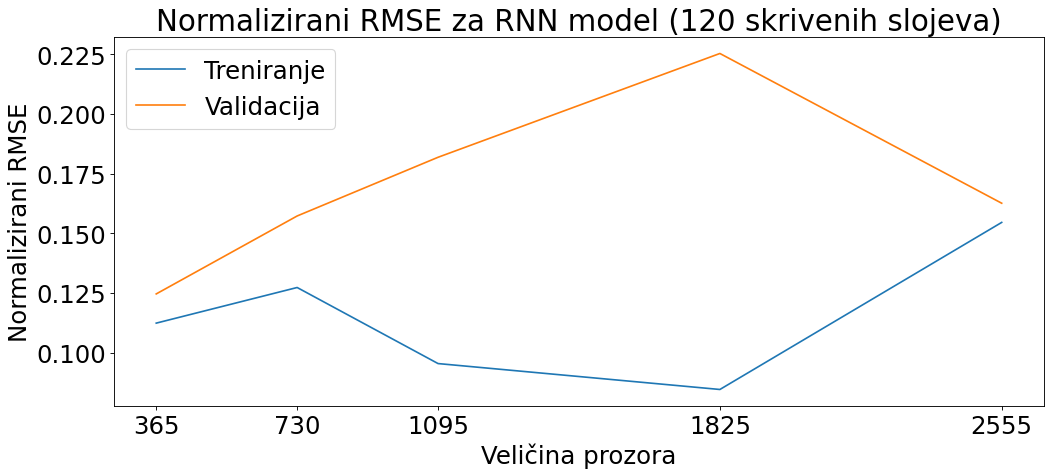 Normalizirani RMSE za RNN model (120 skrivenih slojeva)
Treniranje
Validacija
Normalizirani RMSE
0.225
0.200
0.175
0.150
0.125
0.100
365 730 1095 1825 2555
Veličina prozora